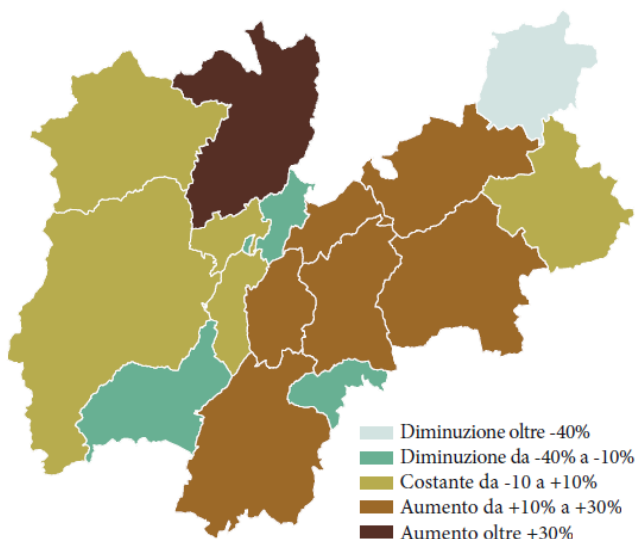 Diminuzione oltre -40%
Diminuzione da -40% a -10%
Costante da -10 a +10%
Aumento da +10% a +30%
Aumento oltre +30%